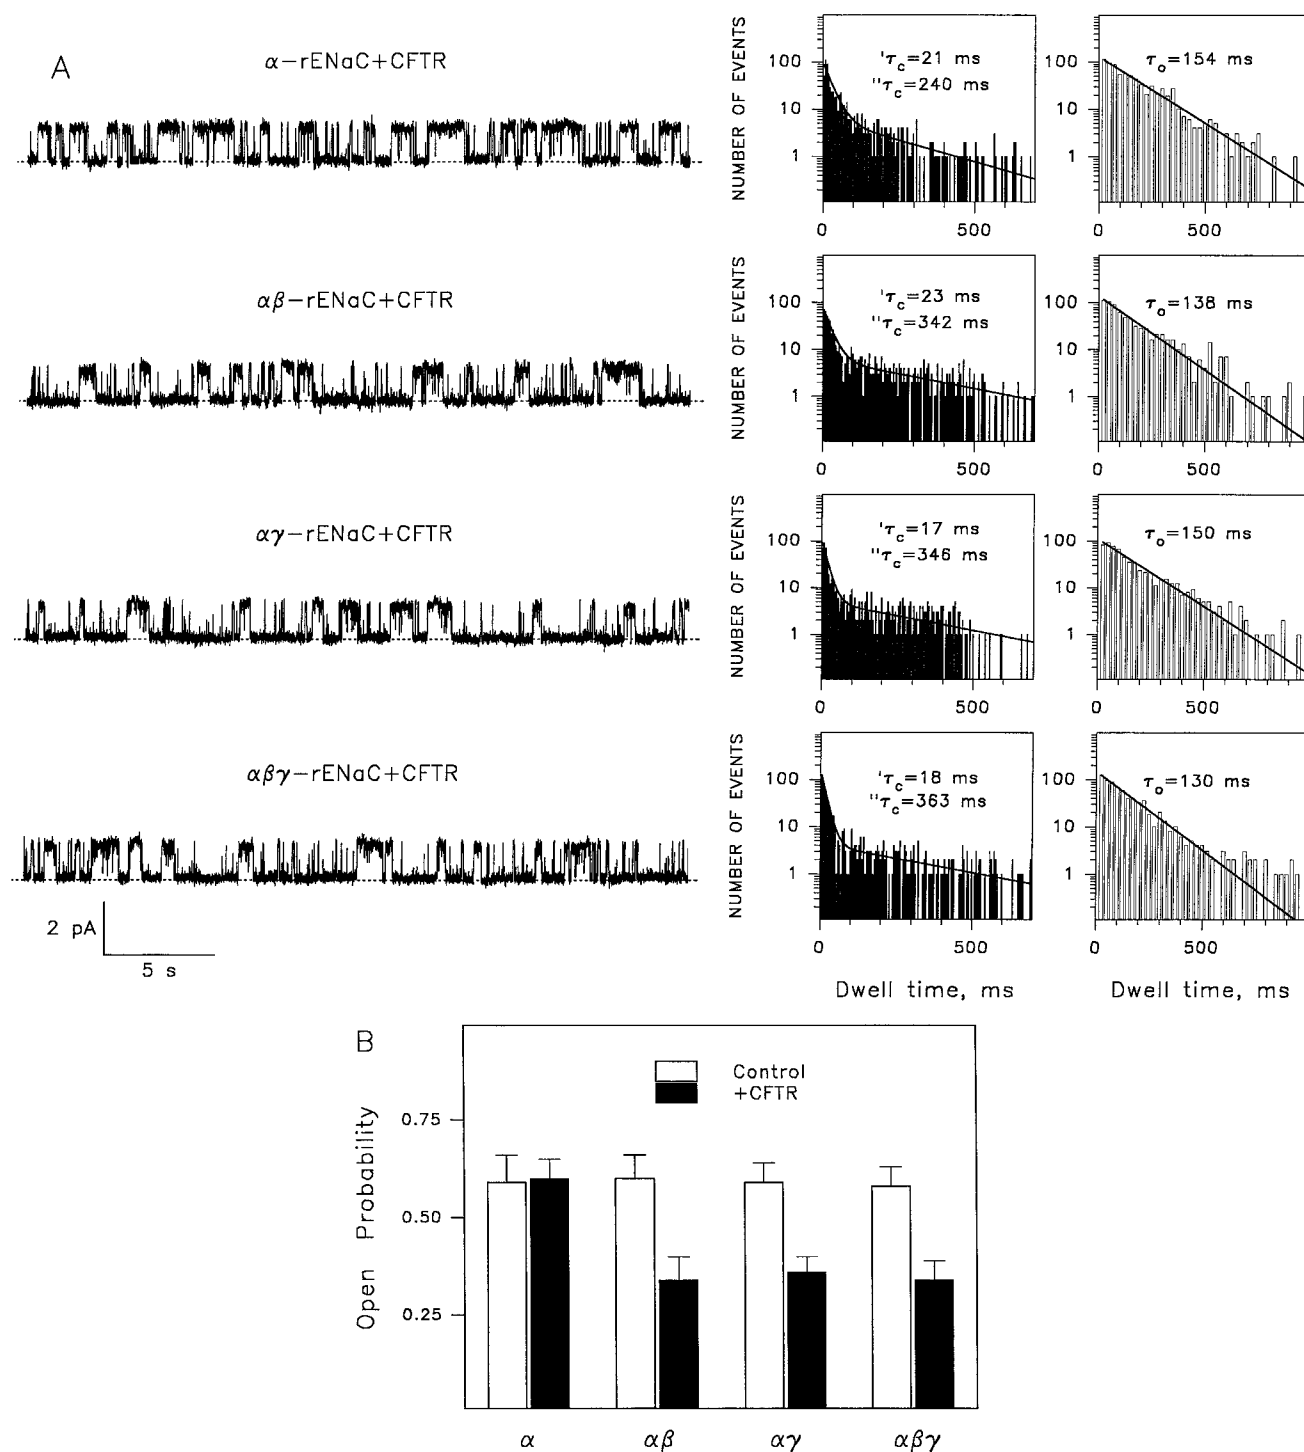 A
α-rENaC+CFTR
NUMBER OF EVENTS
100
10
1
'τc=21 ms
"τc=240 ms
0
500
100
10
1
τo=154 ms
0
500
αβ-rENaC+CFTR
NUMBER OF EVENTS
100
10
1
'τc=23 ms
"τc=342 ms
0
500
100
10
1
τo=138 ms
0
500
αγ-rENaC+CFTR
NUMBER OF EVENTS
100
10
1
'τc=17 ms
"τc=346 ms
0
500
100
10
1
τo=150 ms
0
500
αβγ-rENaC+CFTR
NUMBER OF EVENTS
100
10
1
'τc=18 ms
"τc=363 ms
0
500
100
10
1
τo=130 ms
0
500
2 pA
5 s
Dwell time, ms
Dwell time, ms
B
Control
+CFTR
Open Probability
0.75
0.50
0.25
α
αβ
αγ
αβγ